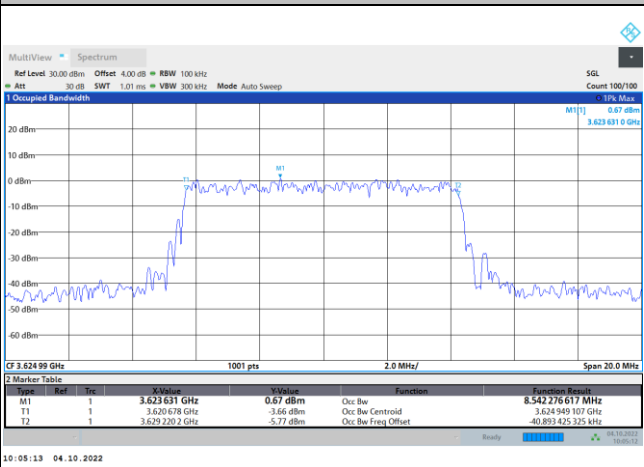 MultiView Spectrum
Ref Level 30.00 dBm Offset 4.00 dB RBW 100 kHz SGL
Att 30 dB SWT 1.01 ms VBW 300 kHz Mode Auto Sweep Count 100/100
1 Occupied Bandwidth 1Pk Max
M1[1] 0.67 dBm
3.623 631 0 GHz
20 dBm
10 dBm
M1
0 dBm T1 T2
-10 dBm
-20 dBm
-30 dBm
-40 dBm
-50 dBm
-60 dBm
CF 3.624 99 GHz 1001 pts 2.0 MHz/ Span 20.0 MHz
2 Marker Table
Type Ref Trc X-Value Y-Value Function Function Result
M1 1 3.623 631 GHz 0.67 dBm Occ Bw 8.542 276 617 MHz
T1 1 3.620 678 GHz -3.66 dBm Occ Bw Centroid 3.624 949 107 GHz
T2 1 3.629 220 2 GHz -5.77 dBm Occ Bw Freq Offset -40.893 425 325 kHz
Ready 04.10.2022
10:05:12
10:05:13 04.10.2022